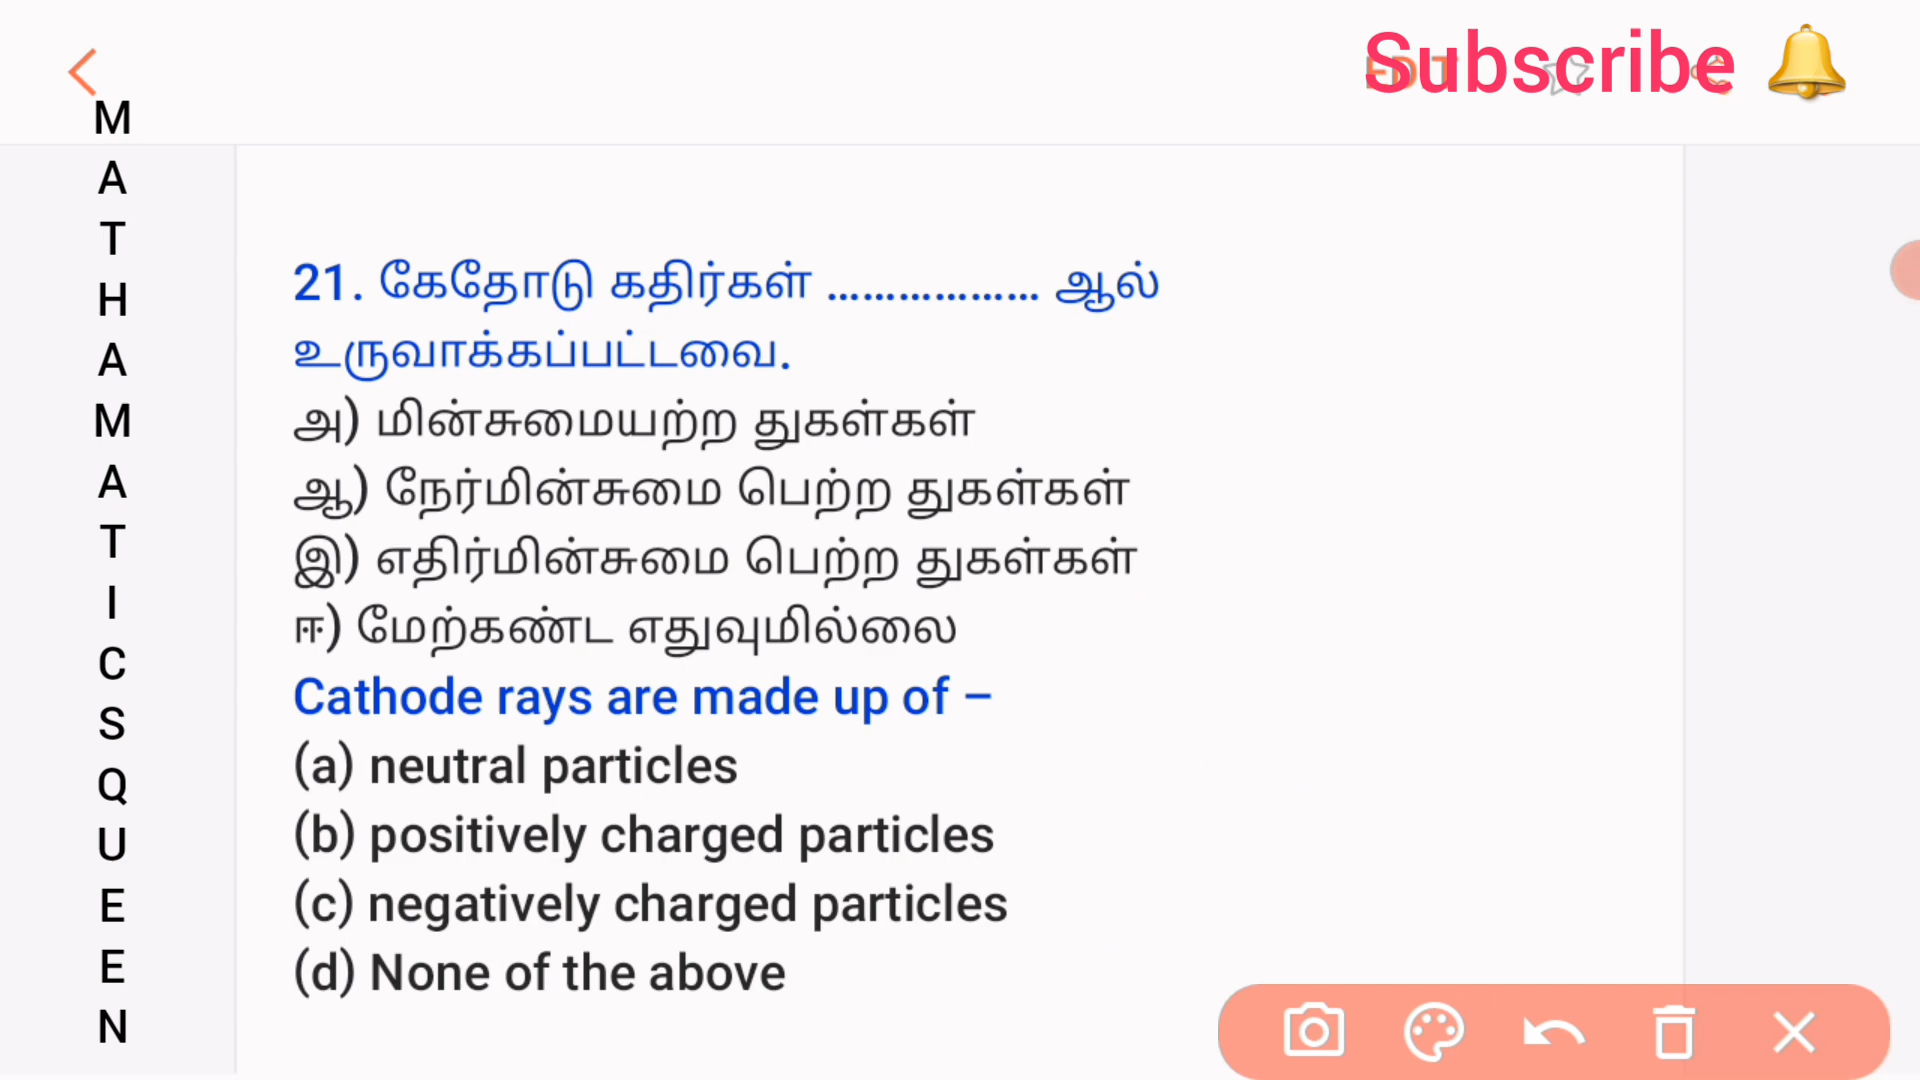 Subscribe
MATHAMATICSQUEEN
21. கேதோடு கதிர்கள் .................. ஆல்
உருவாக்கப்பட்டவை.
அ) மின்சுமையற்ற துகள்கள்
ஆ) நேர்மின்சுமை பெற்ற துகள்கள்
இ) எதிர்மின்சுமை பெற்ற துகள்கள்
ஈ) மேற்கண்ட எதுவுமில்லை
Cathode rays are made up of –
(a) neutral particles
(b) positively charged particles
(c) negatively charged particles
(d) None of the above